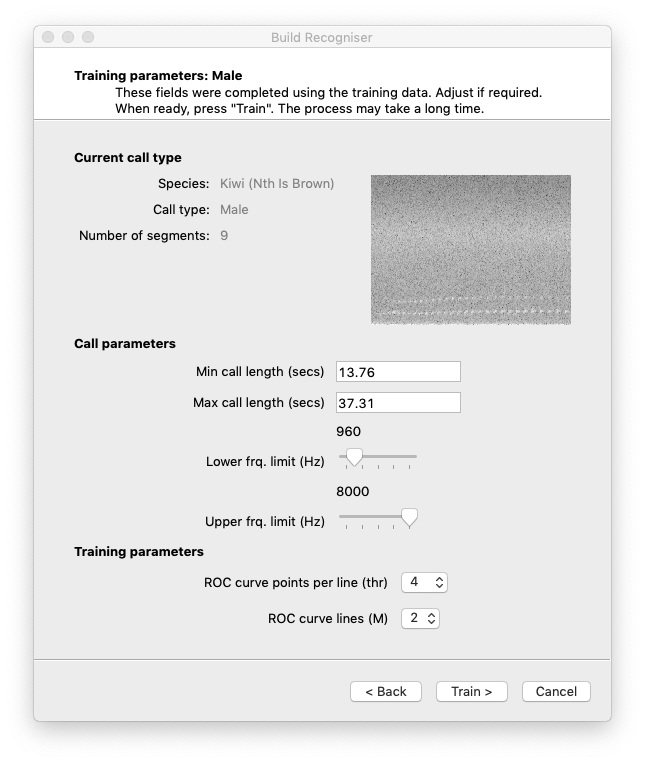 Build Recogniser
Training parameters: Male
These fields were completed using the training data. Adjust if required.
When ready, press "Train". The process may take a long time.
Current call type
Species: Kiwi (Nth Is Brown)
Call type: Male
Number of segments: 9
Call parameters
Min call length (secs) 13.76
Max call length (secs) 37.31
960
Lower frq. limit (Hz)
8000
Upper frq. limit (Hz)
Training parameters
ROC curve points per line (thr) 4
ROC curve lines (M) 2
< Back Train > Cancel